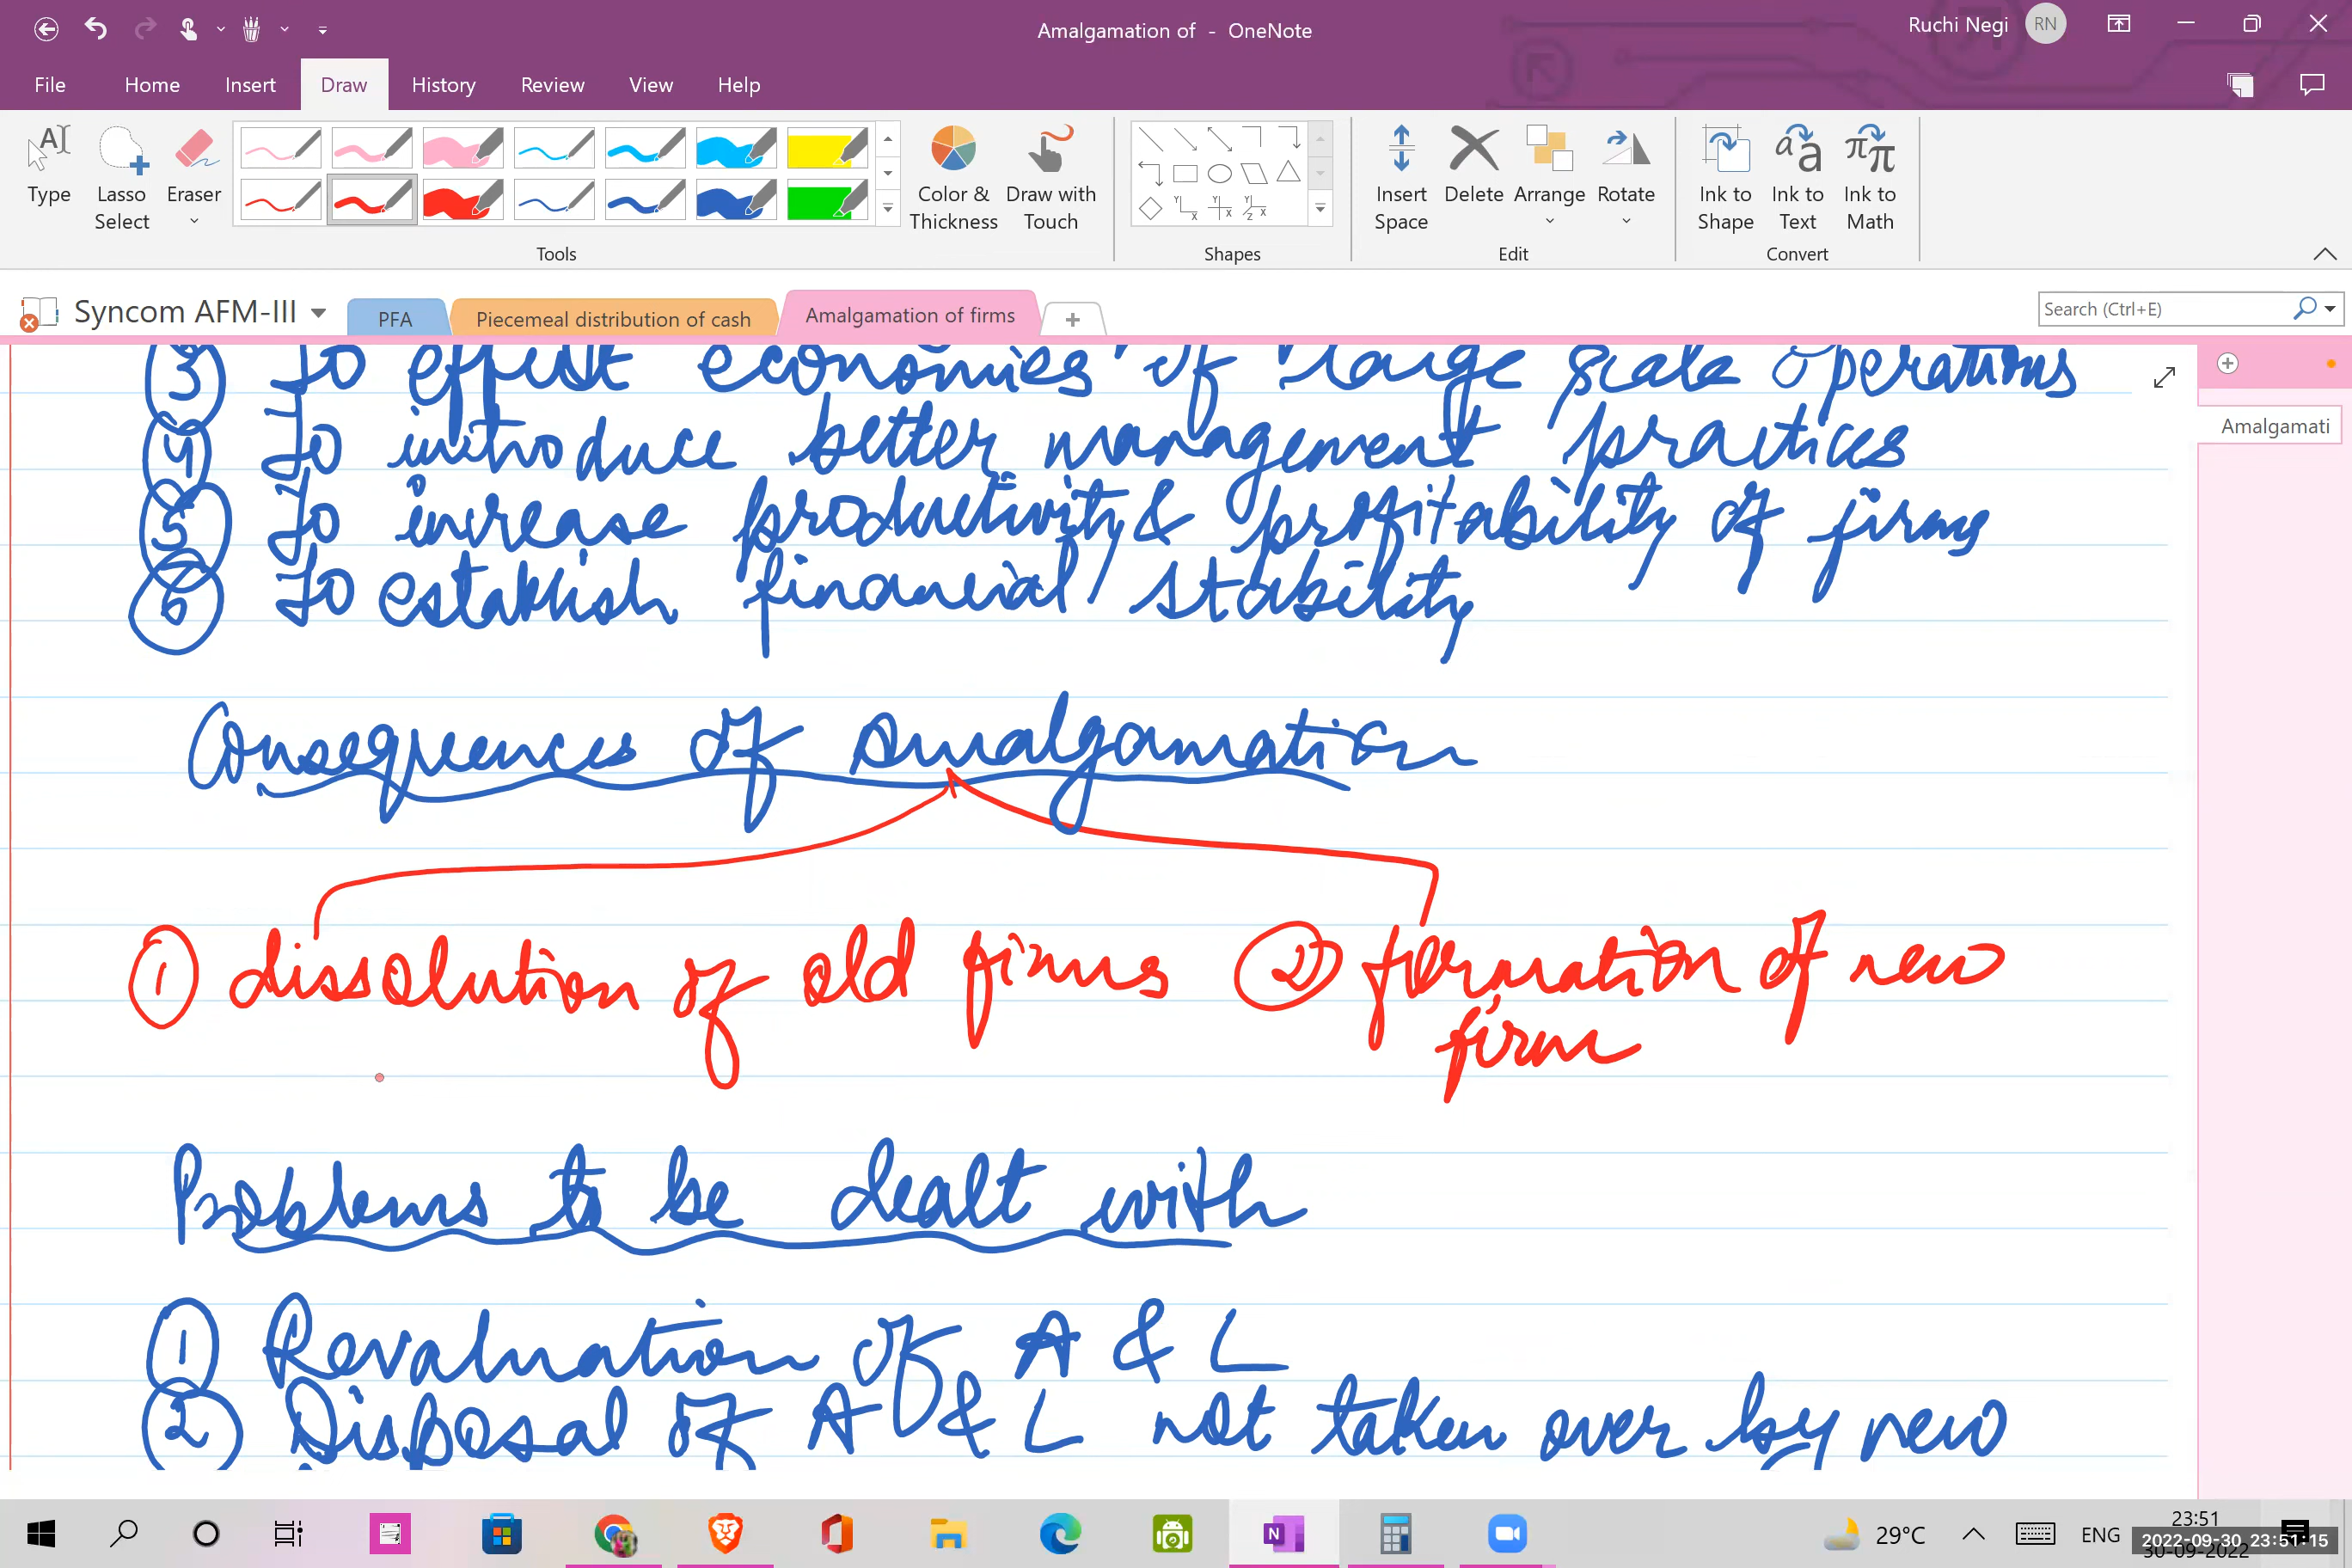 Amalgamation of - OneNote
Ruchi Negi RN
File Home Insert Draw History Review View Help
Type
Lasso Select
Eraser
Color & Thickness
Draw with Touch
Insert Space
Delete
Arrange
Rotate
Ink to Shape
Ink to Text
Ink to Math
Tools Shapes Edit Convert
Syncom AFM-III PFA Piecemeal distribution of cash Amalgamation of firms +
Search (Ctrl+E)
Amalgamati
③ To effect economies of large scale operations
④ To introduce better management practices
⑤ To increase productivity & profitability of firms
⑥ To establish financial stability
Consequences of Amalgamation
① dissolution of old firms ② formation of new
firm
Problems to be dealt with
① Revaluation of A & L
② Disposal of A & L not taken over by new
29°C ENG 23:51
30-09-2022
2022-09-30 23:51:15